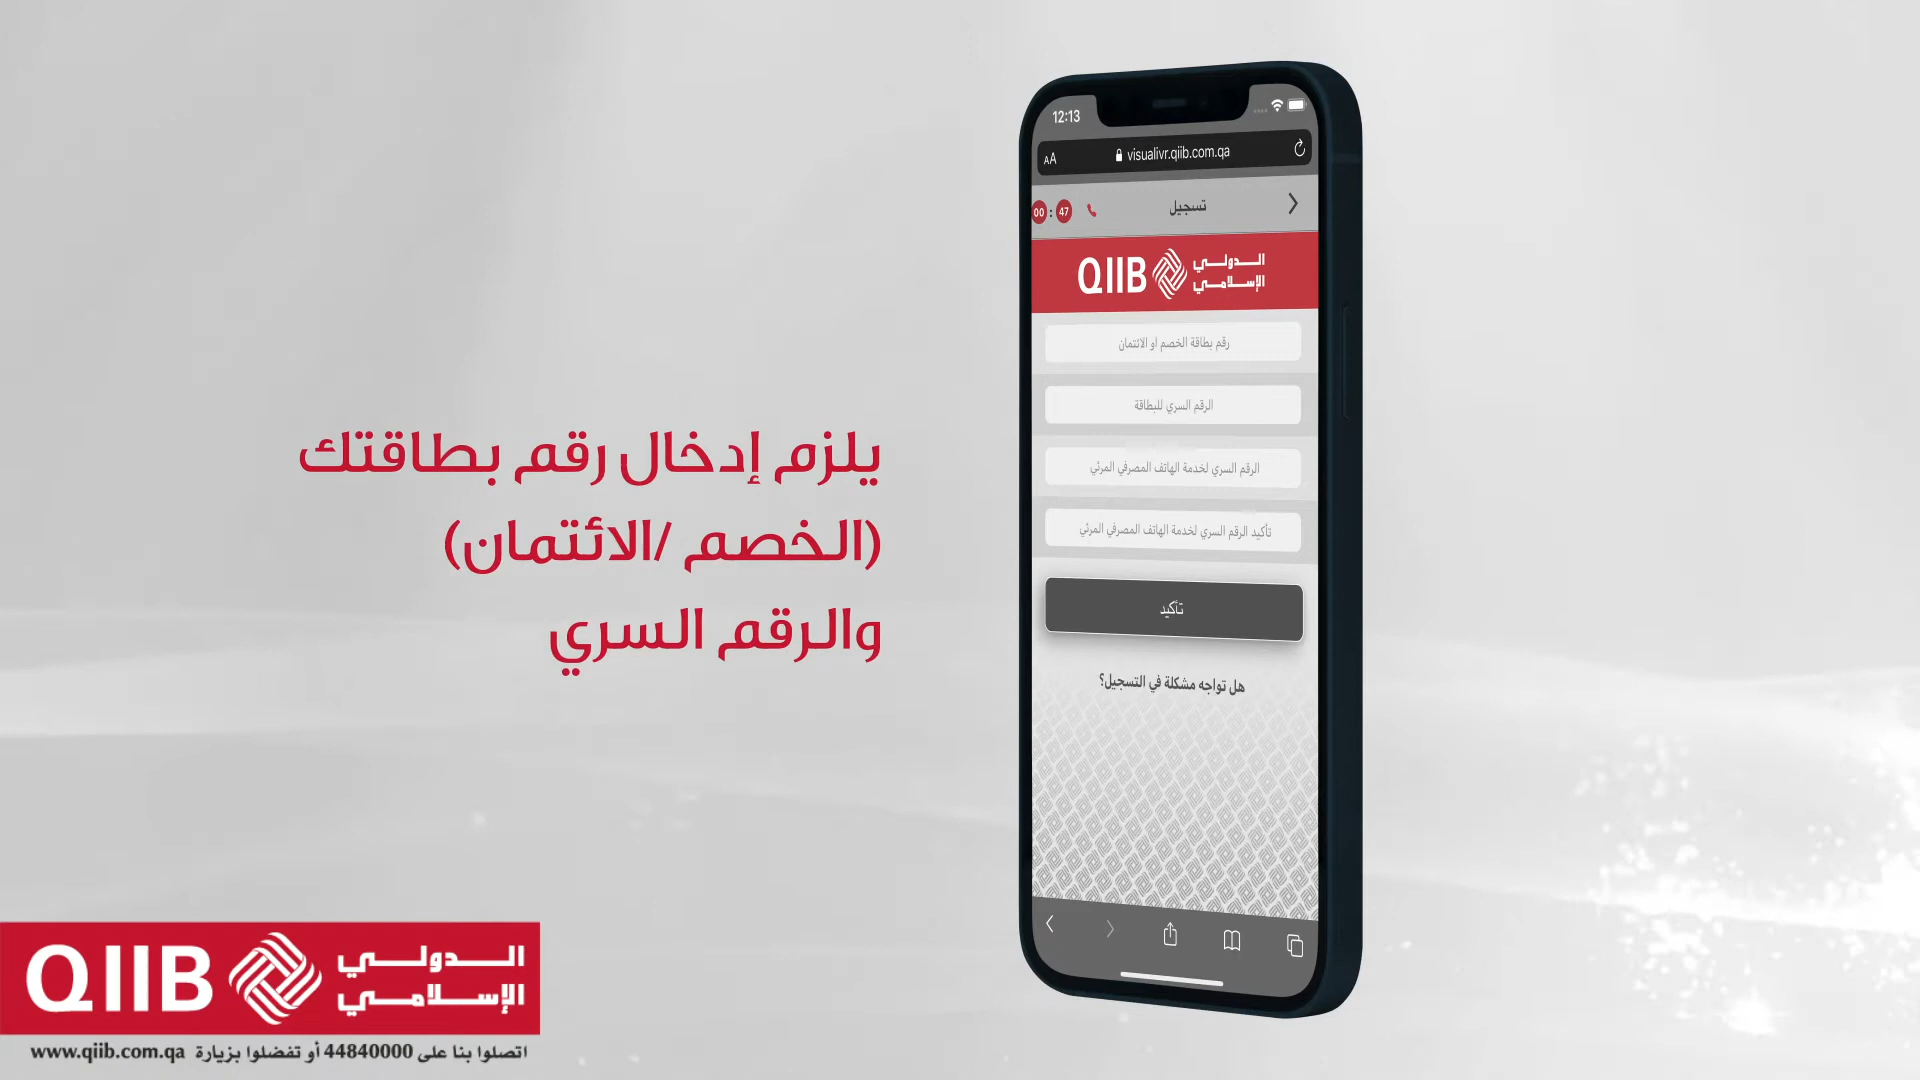 يلزم إدخال رقم بطاقتك
(الخصم /الائتمان)
والرقم السري
12:13
AA visualivr.qiib.com.qa
00 : 47 تسجيل
QIIB الدولي
الإسلامي
رقم بطاقة الخصم او الائتمان
الرقم السري للبطاقة
الرقم السري لخدمة الهاتف المصرفي المرئي
تأكيد الرقم السري لخدمة الهاتف المصرفي المرئي
تأكيد
هل تواجه مشكلة في التسجيل؟
QIIB الدولي
الإسلامي
اتصلوا بنا على 44840000 أو تفضلوا بزيارة www.qiib.com.qa